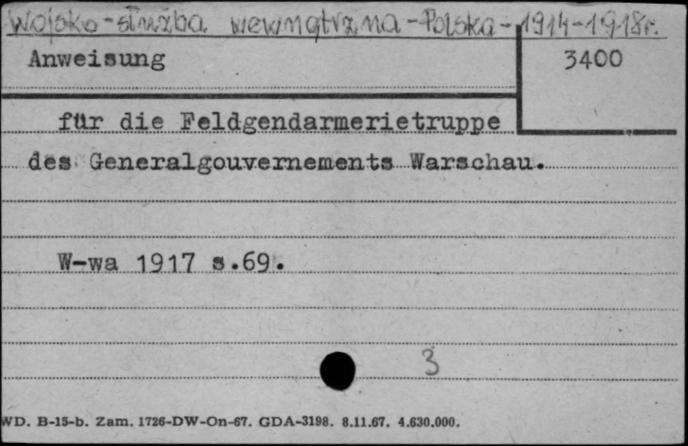 Wojsko-służba wewnętrzna-Polska-1914-1918r.
Anweisung 3400
für die Feldgendarmerietruppe
des Generalgouvernements Warschau.
W-wa 1917 s.69.
3
WD. B-15-b. Zam. 1726-DW-On-67. GDA-3198. 8.11.67. 4.630.000.